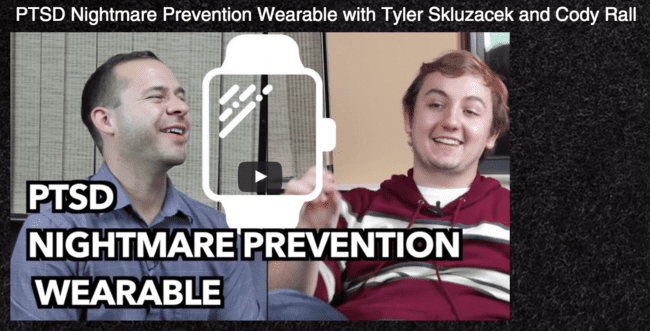 PTSD Nightmare Prevention Wearable with Tyler Skluzacek and Cody Rall
PTSD
NIGHTMARE PREVENTION
WEARABLE